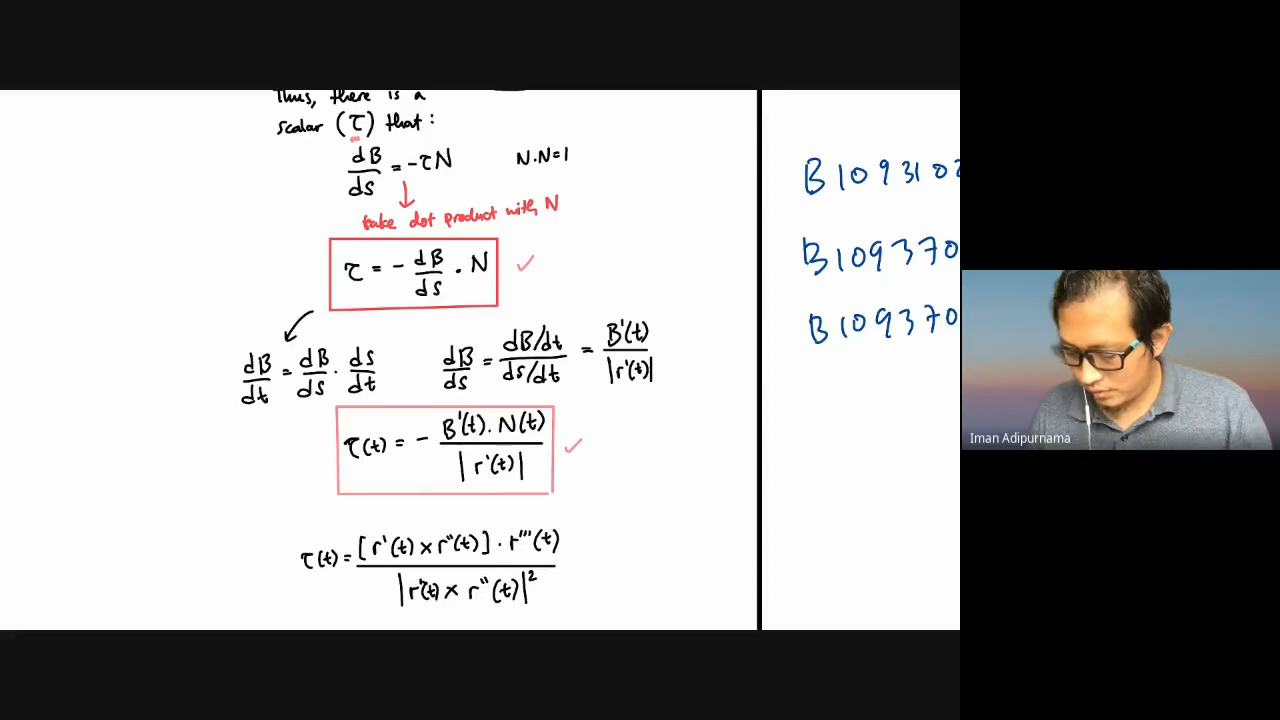 Thus, there is a
scalar (τ) that :
dB/ds = -τN N.N=1
take dot product with N
τ = - dB/ds · N ✓
dB/dt = dB/ds · ds/dt dB/ds = (dB/dt)/(ds/dt) = B'(t)/|r'(t)|
τ(t) = - B'(t). N(t)/|r'(t)| ✓
τ(t) = [r'(t) × r''(t)] · r'''(t)/|r'(t) × r''(t)|²
B109310
B109370
B109370
Iman Adipurnama